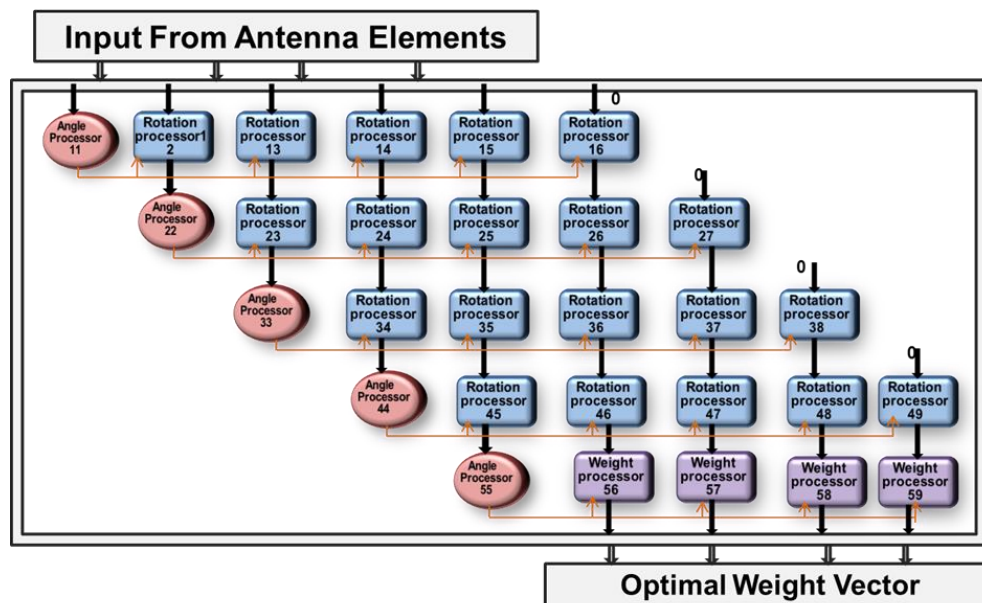 Input From Antenna Elements
0
Angle
Processor
11
Rotation
processor1
2
Rotation
processor
13
Rotation
processor
14
Rotation
processor
15
Rotation
processor
16
0
Angle
Processor
22
Rotation
processor
23
Rotation
processor
24
Rotation
processor
25
Rotation
processor
26
Rotation
processor
27
0
Angle
Processor
33
Rotation
processor
34
Rotation
processor
35
Rotation
processor
36
Rotation
processor
37
Rotation
processor
38
0
Angle
Processor
44
Rotation
processor
45
Rotation
processor
46
Rotation
processor
47
Rotation
processor
48
Rotation
processor
49
Angle
Processor
55
Weight
processor
56
Weight
processor
57
Weight
processor
58
Weight
processor
59
Optimal Weight Vector